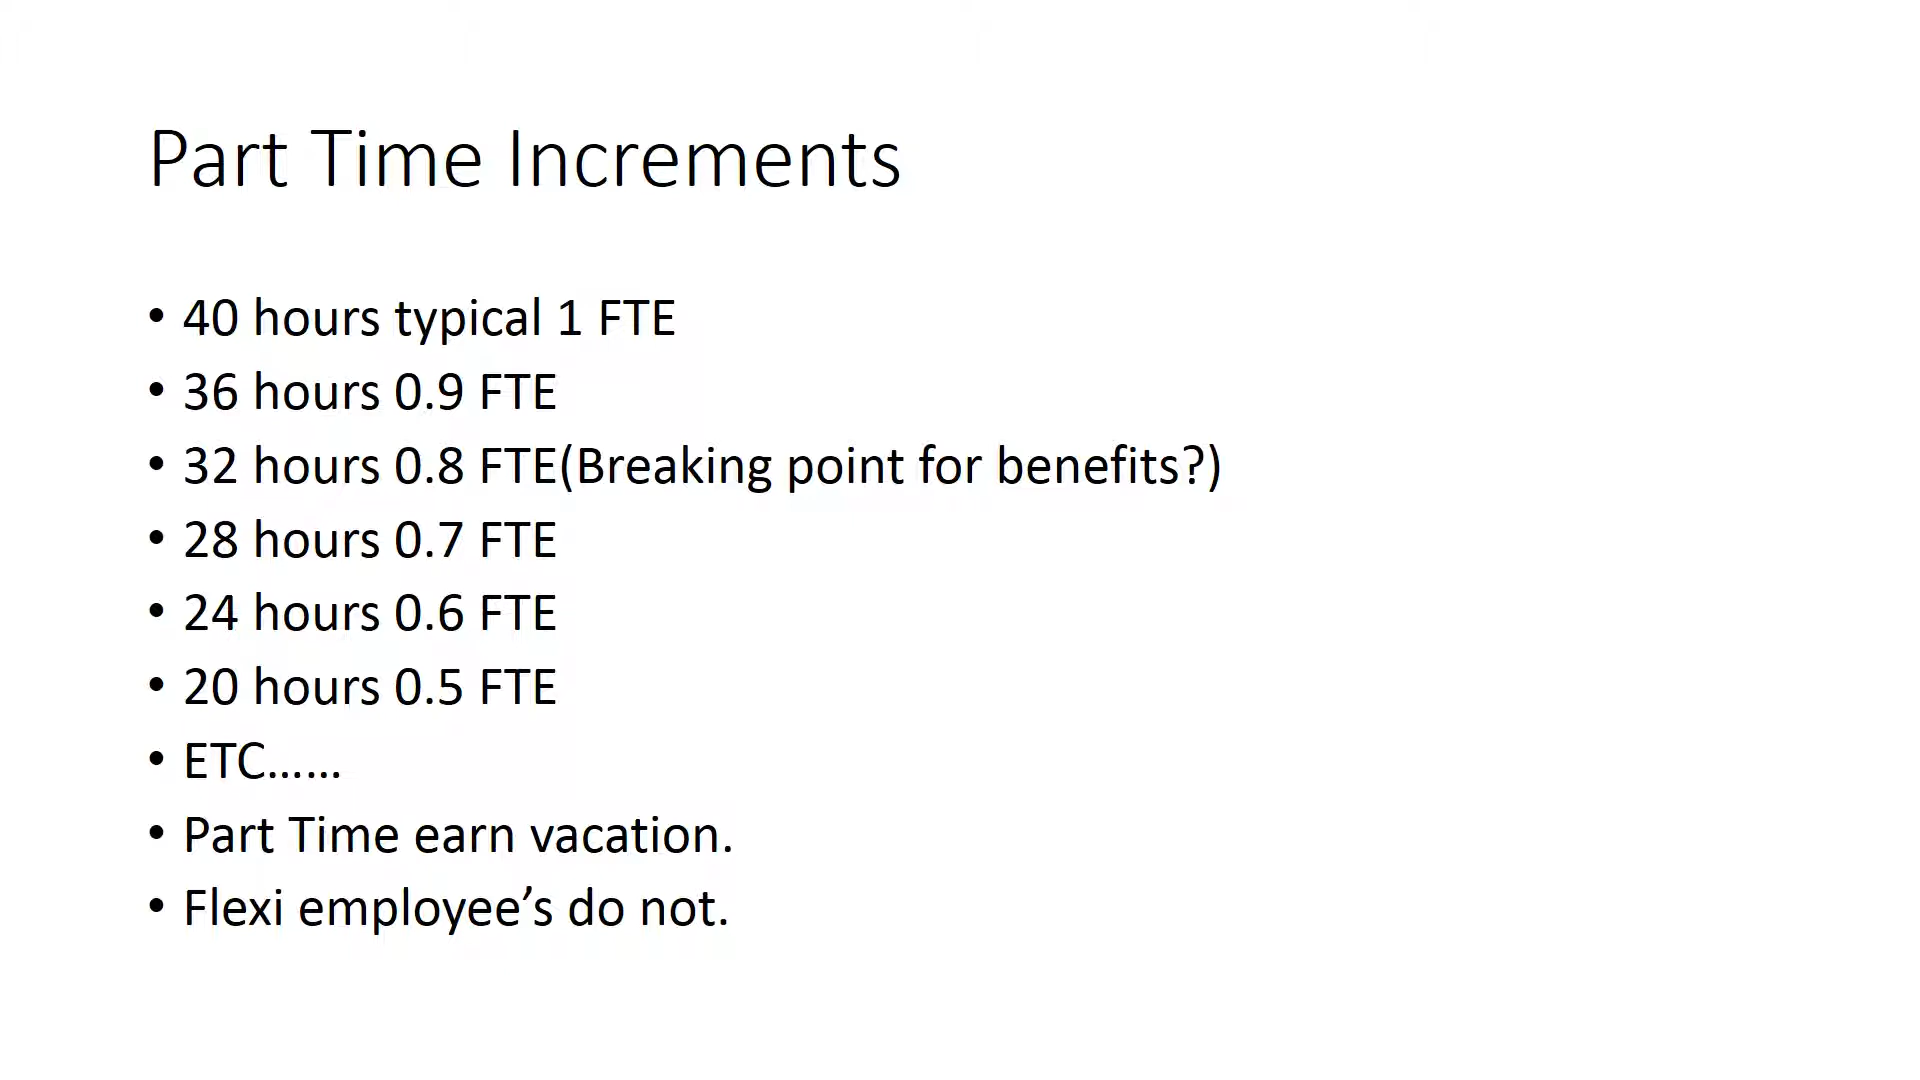 Part Time Increments
• 40 hours typical 1 FTE
• 36 hours 0.9 FTE
• 32 hours 0.8 FTE(Breaking point for benefits?)
• 28 hours 0.7 FTE
• 24 hours 0.6 FTE
• 20 hours 0.5 FTE
• ETC……
• Part Time earn vacation.
• Flexi employee’s do not.